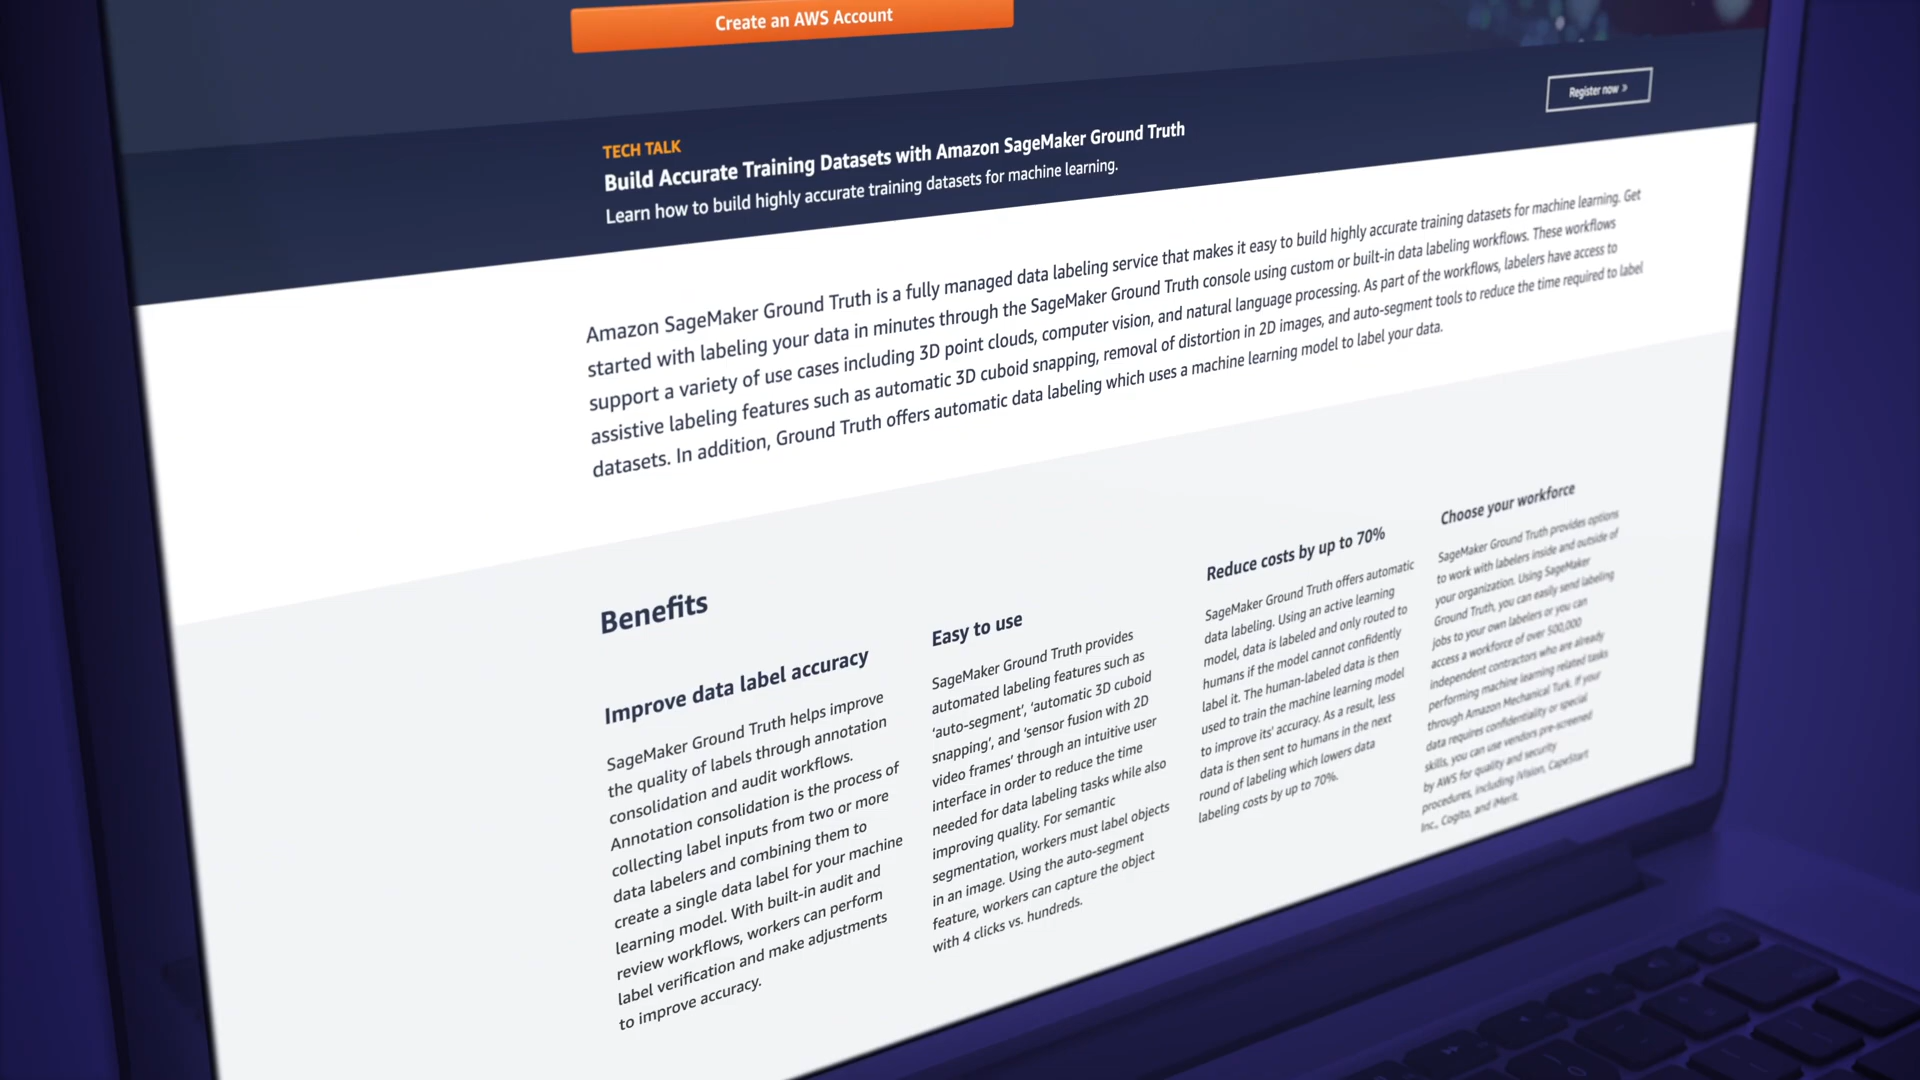 Create an AWS Account
TECH TALK
Build Accurate Training Datasets with Amazon SageMaker Ground Truth
Learn how to build highly accurate training datasets for machine learning.
Register now »
Amazon SageMaker Ground Truth is a fully managed data labeling service that makes it easy to build highly accurate training datasets for machine learning. Get
started with labeling your data in minutes through the SageMaker Ground Truth console using custom or built-in data labeling workflows. These workflows
support a variety of use cases including 3D point clouds, computer vision, and natural language processing. As part of the workflows, labelers have access to
assistive labeling features such as automatic 3D cuboid snapping, removal of distortion in 2D images, and auto-segment tools to reduce the time required to label
datasets. In addition, Ground Truth offers automatic data labeling which uses a machine learning model to label your data.
Benefits
Improve data label accuracy
SageMaker Ground Truth helps improve
the quality of labels through annotation
consolidation and audit workflows.
Annotation consolidation is the process of
collecting label inputs from two or more
data labelers and combining them to
create a single data label for your machine
learning model. With built-in audit and
review workflows, workers can perform
label verification and make adjustments
to improve accuracy.
Easy to use
SageMaker Ground Truth provides
automated labeling features such as
‘auto-segment’, ‘automatic 3D cuboid
snapping’, and ‘sensor fusion with 2D
video frames’ through an intuitive user
interface in order to reduce the time
needed for data labeling tasks while also
improving quality. For semantic
segmentation, workers must label objects
in an image. Using the auto-segment
feature, workers can capture the object
with 4 clicks vs. hundreds.
Reduce costs by up to 70%
SageMaker Ground Truth offers automatic
data labeling. Using an active learning
model, data is labeled and only routed to
humans if the model cannot confidently
label it. The human-labeled data is then
used to train the machine learning model
to improve its’ accuracy. As a result, less
data is then sent to humans in the next
round of labeling which lowers data
labeling costs by up to 70%.
Choose your workforce
SageMaker Ground Truth provides options
to work with labelers inside and outside of
your organization. Using SageMaker
Ground Truth, you can easily send labeling
jobs to your own labelers or you can
access a workforce of over 500,000
independent contractors who are already
performing machine learning related tasks
through Amazon Mechanical Turk. If your
data requires confidentiality or special
skills, you can use vendors pre-screened
by AWS for quality and security
procedures, including iVision, CapeStart
Inc., Cogito, and iMerit.